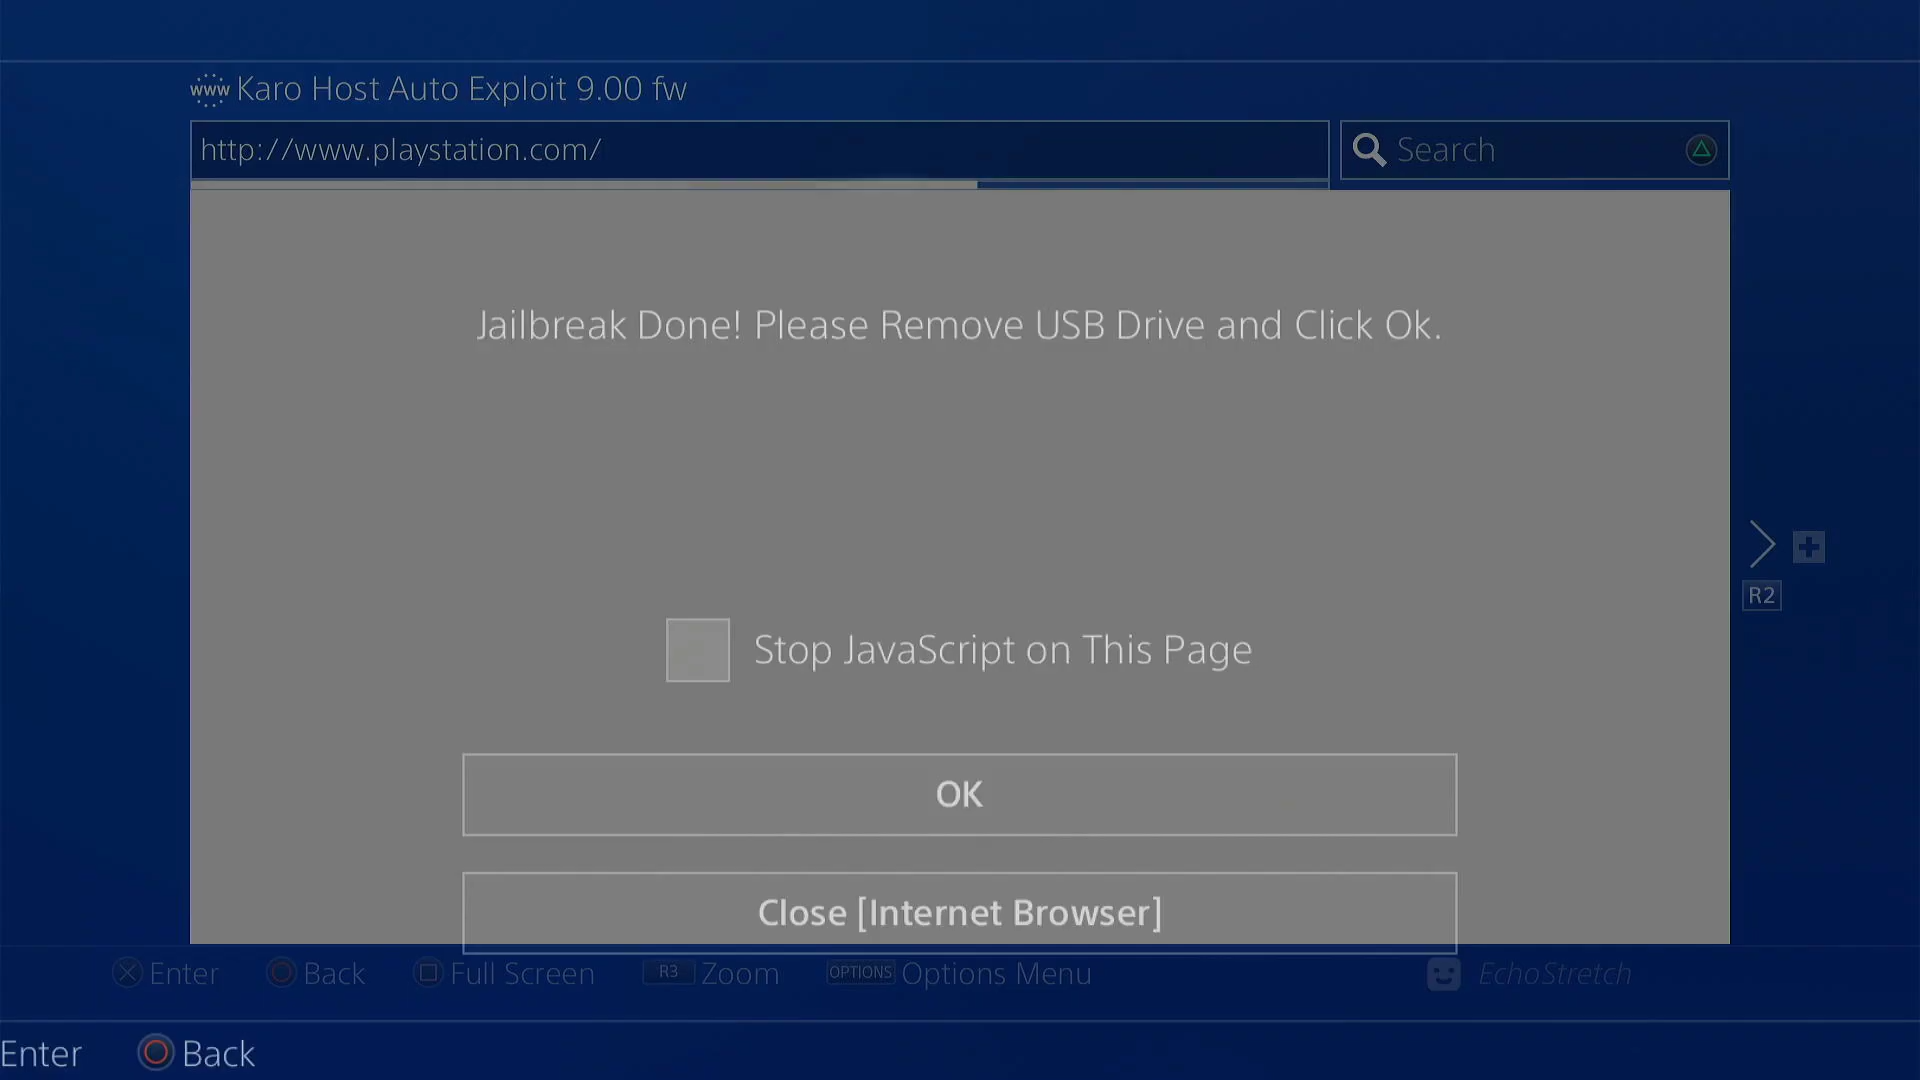 www Karo Host Auto Exploit 9.00 fw
http://www.playstation.com/ Search
Jailbreak Done! Please Remove USB Drive and Click Ok.
R2
Stop JavaScript on This Page
OK
Close [Internet Browser]
Enter Back Full Screen R3 Zoom OPTIONS Options Menu EchoStretch
Enter Back